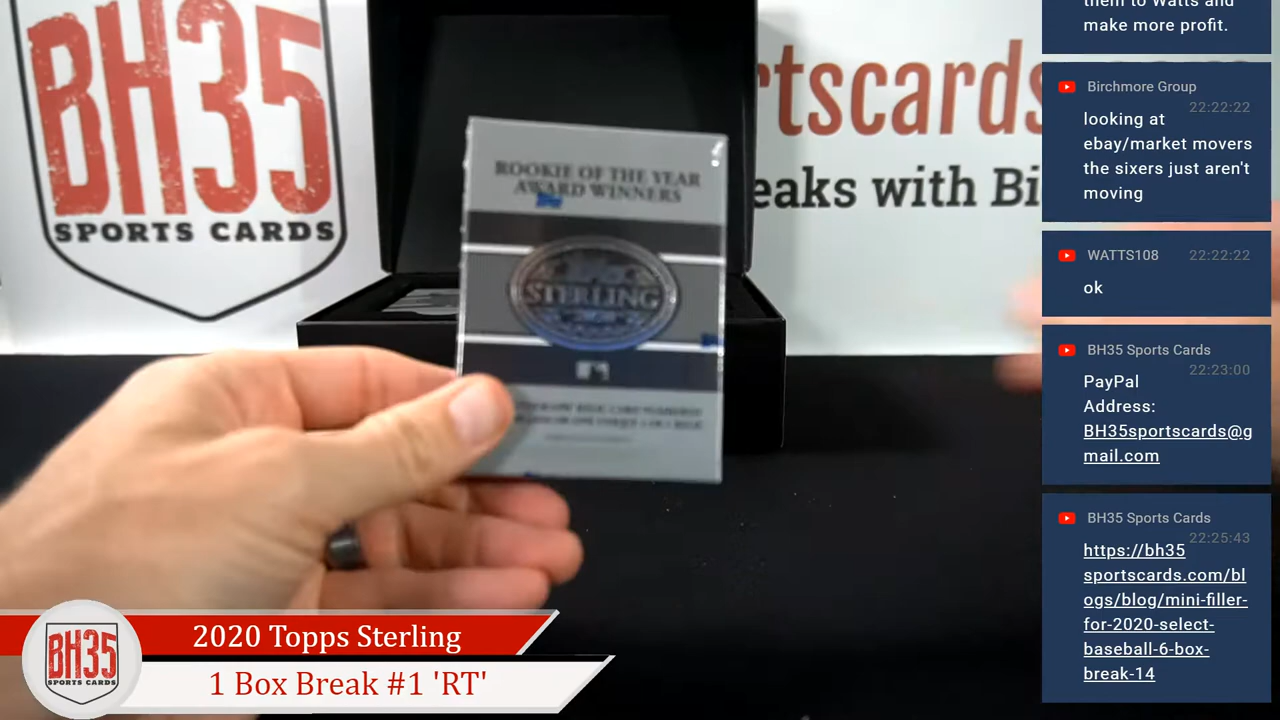 BH35
SPORTS CARDS
rtscards
eaks with Bi
ROOKIE OF THE YEAR
AWARD WINNERS
STERLING
2020 Topps Sterling
1 Box Break #1 'RT'
BH35
SPORTS CARDS
them to Watts and
make more profit.
Birchmore Group
22:22:22
looking at
ebay/market movers
the sixers just aren't
moving
WATTS108 22:22:22
ok
BH35 Sports Cards
22:23:00
PayPal
Address:
BH35sportscards@g
mail.com
BH35 Sports Cards
22:25:43
https://bh35
sportscards.com/bl
ogs/blog/mini-filler-
for-2020-select-
baseball-6-box-
break-14